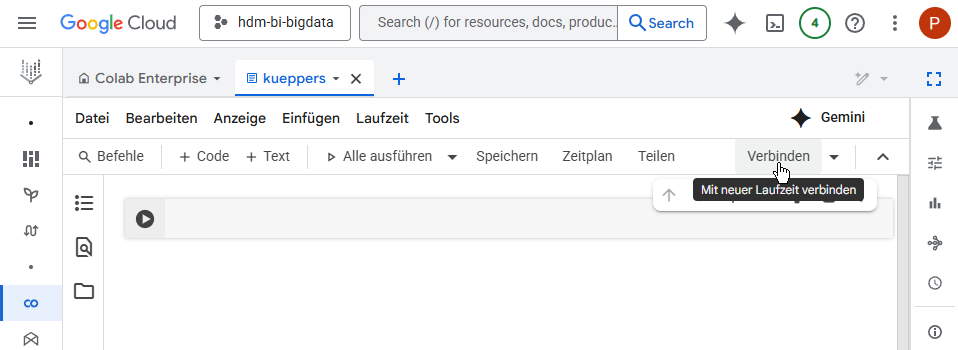 Google Cloud hdm-bi-bigdata Search (/) for resources, docs, produc... Search 4 P
Colab Enterprise kueppers
Datei Bearbeiten Anzeige Einfügen Laufzeit Tools Gemini
Befehle + Code + Text Alle ausführen Speichern Zeitplan Teilen Verbinden
Mit neuer Laufzeit verbinden
CO